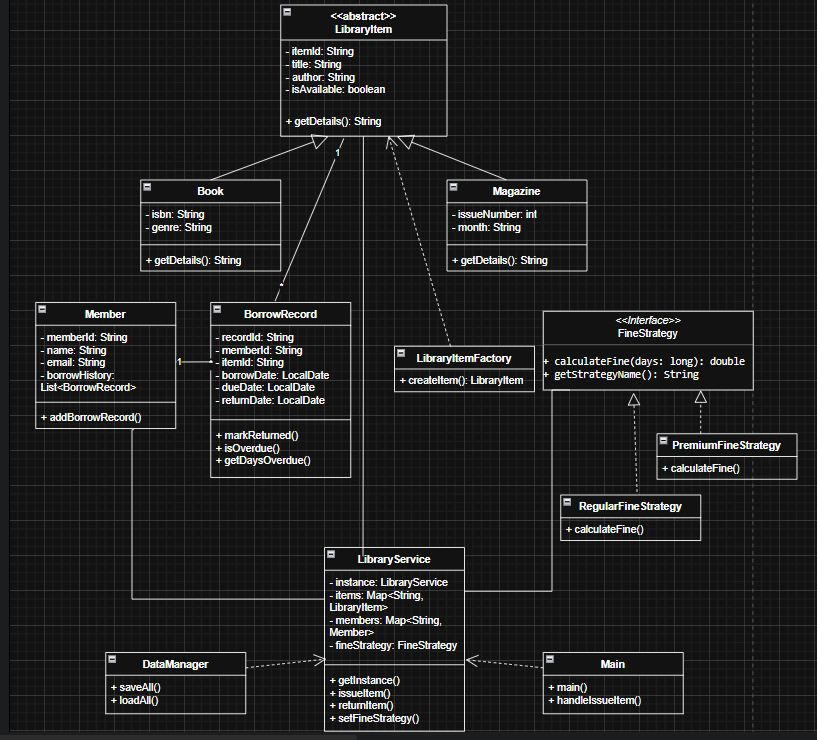 <<abstract>>
LibraryItem
- itemId: String
- title: String
- author: String
- isAvailable: boolean
+ getDetails(): String
1
Book
- isbn: String
- genre: String
+ getDetails(): String
Magazine
- issueNumber: int
- month: String
+ getDetails(): String
*
Member
- memberId: String
- name: String
- email: String
- borrowHistory:
List<BorrowRecord>
+ addBorrowRecord()
1
*
BorrowRecord
- recordId: String
- memberId: String
- itemId: String
- borrowDate: LocalDate
- dueDate: LocalDate
- returnDate: LocalDate
+ markReturned()
+ isOverdue()
+ getDaysOverdue()
LibraryItemFactory
+ createItem(): LibraryItem
<<Interface>>
FineStrategy
+ calculateFine(days: long): double
+ getStrategyName(): String
PremiumFineStrategy
+ calculateFine()
RegularFineStrategy
+ calculateFine()
LibraryService
- instance: LibraryService
- items: Map<String,
LibraryItem>
- members: Map<String,
Member>
- fineStrategy: FineStrategy
+ getInstance()
+ issueItem()
+ returnItem()
+ setFineStrategy()
DataManager
+ saveAll()
+ loadAll()
Main
+ main()
+ handleIssueItem()